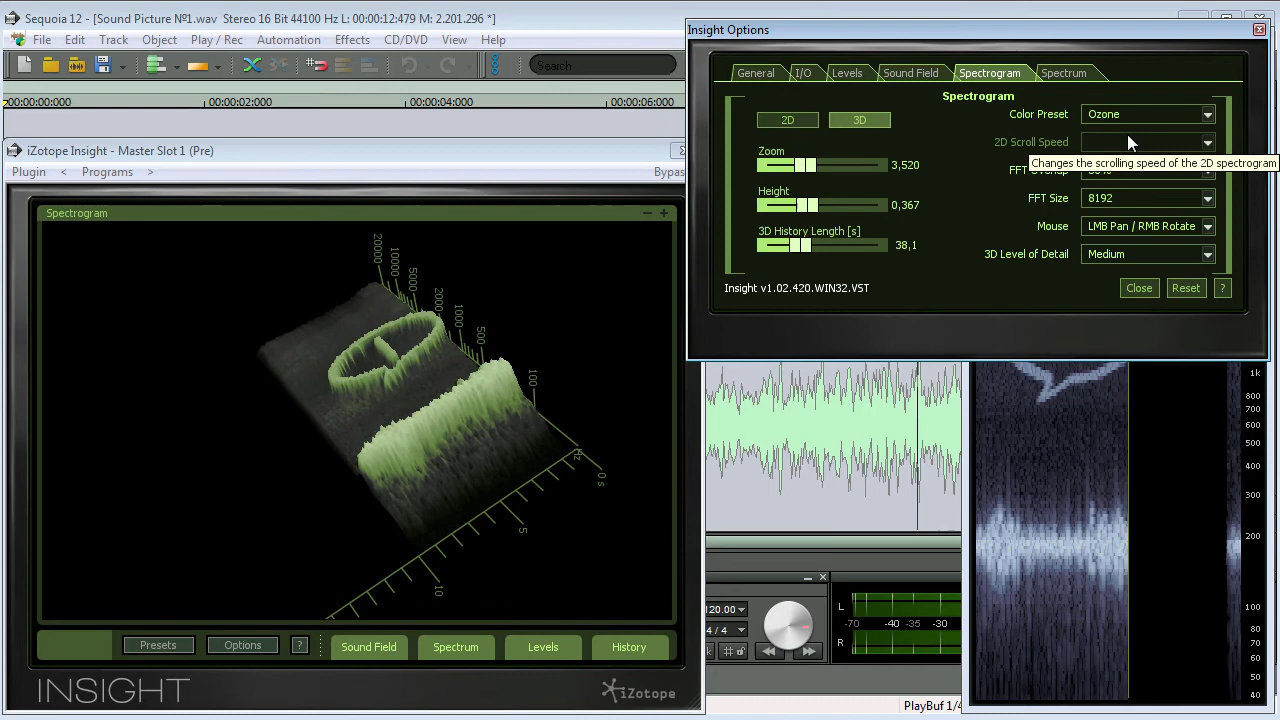 Sequoia 12 - [Sound Picture №1.wav   Stereo 16 Bit 44100 Hz L: 00:00:12:479 M: 2.201.296 *]
File Edit Track Object Play / Rec Automation Effects CD/DVD View Help
Search
00:00:00:000 00:00:02:000 00:00:04:000 00:00:06:000
iZotope Insight - Master Slot 1 (Pre)
Plugin < Programs > Bypas
Spectrogram
20000 10000 5000 2000 1000 500 100
Hz
0 s
5
10
Presets Options ? Sound Field Spectrum Levels History
INSIGHT
iZotope
Insight Options
General I/O Levels Sound Field Spectrogram Spectrum
Spectrogram
2D 3D
Color Preset Ozone
2D Scroll Speed
Changes the scrolling speed of the 2D spectrogram
Zoom 3,520
FFT Size 8192
Height 0,367
Mouse LMB Pan / RMB Rotate
3D History Length [s] 38,1
3D Level of Detail Medium
Insight v1.02.420.WIN32.VST
Close Reset ?
1k
800
700
600
500
400
300
200
100
80
70
60
50
40
120.00
4 / 4
L
-70 -40 -35 -30
R
PlayBuf 1/4